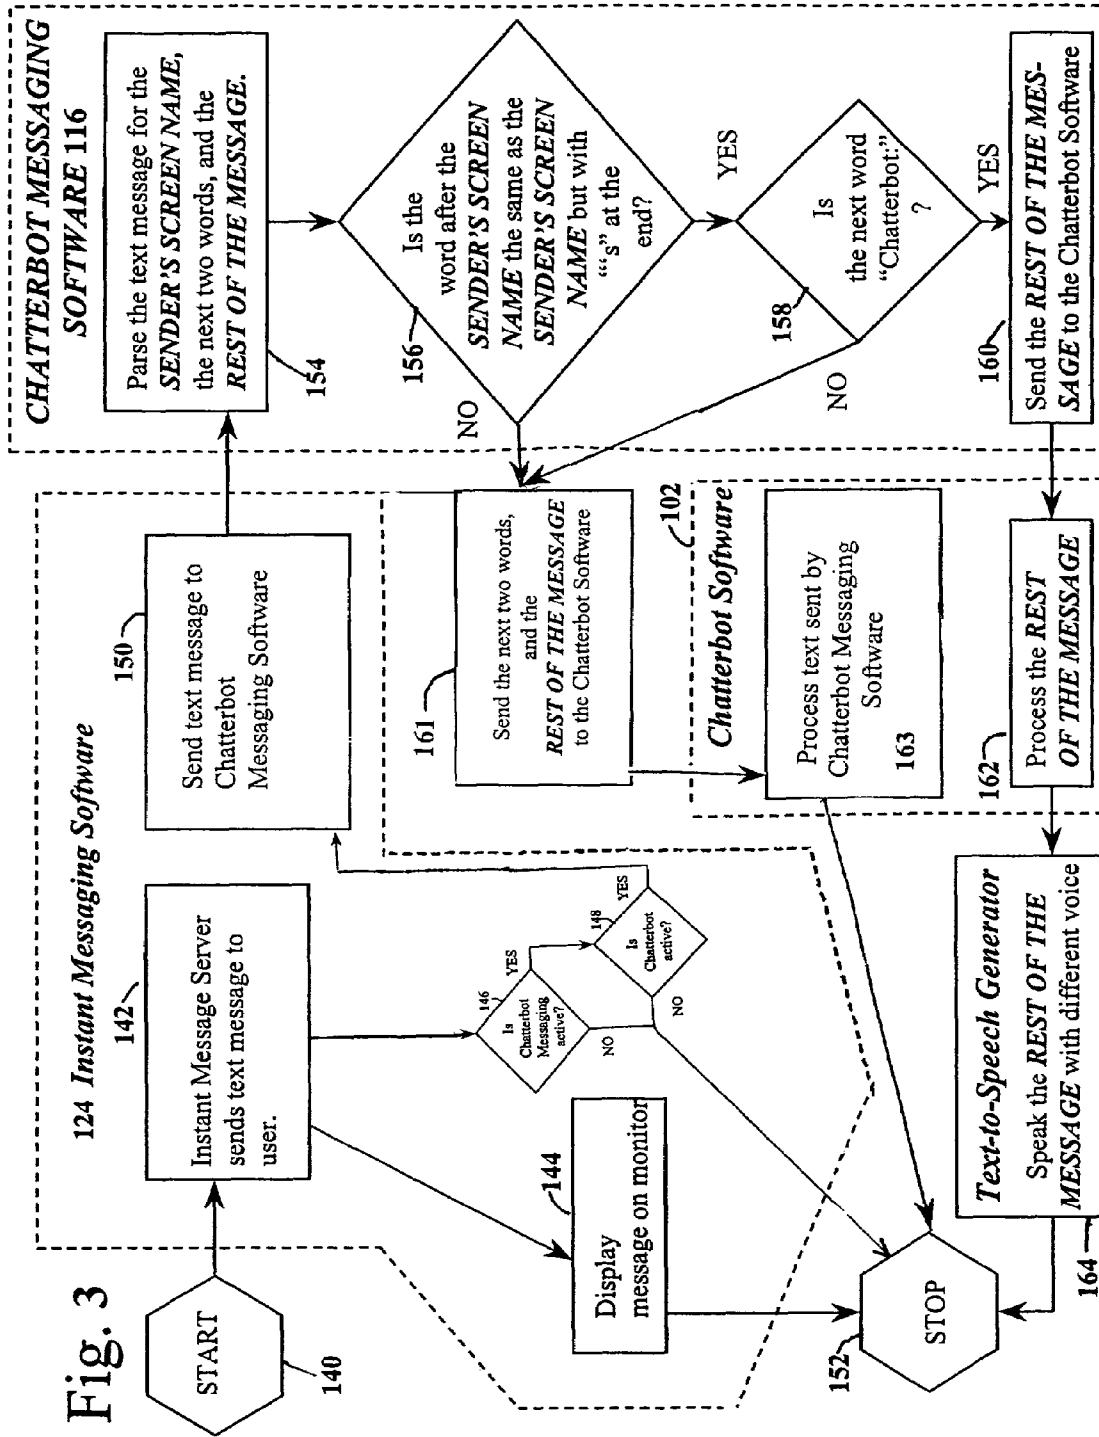 Fig. 3
START
140
124 Instant Messaging Software
142
Instant Message Server
sends text message to
user.
144
Display
message on monitor
146
Is
Chatterbot
Messaging
active?
YES
NO
148
Is
Chatterbot
active?
YES
NO
150
Send text message to
Chatterbot
Messaging Software
CHATTERBOT MESSAGING
SOFTWARE 116
Parse the text message for the
SENDER'S SCREEN NAME,
the next two words, and the
REST OF THE MESSAGE.
154
Is the
word after the
SENDER'S SCREEN
NAME the same as the
SENDER'S SCREEN
NAME but with
"'s" at the
end?
156
NO
YES
Is
the next word
"Chatterbot:"
?
158
NO
YES
160
Send the REST OF THE MES-
SAGE to the Chatterbot Software
161
Send the next two words,
and the
REST OF THE MESSAGE
to the Chatterbot Software
102
Chatterbot Software
Process text sent by
Chatterbot Messaging
Software
163
162
Process the REST
OF THE MESSAGE
Text-to-Speech Generator
Speak the REST OF THE
MESSAGE with different voice
164
STOP
152